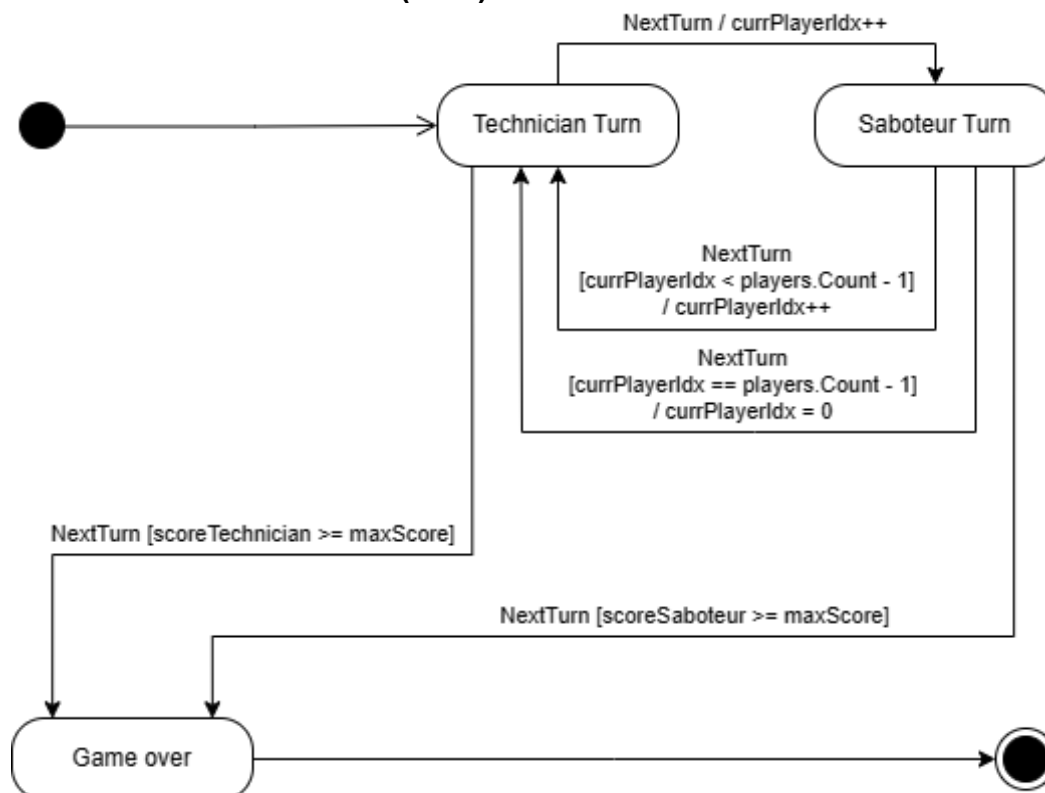 NextTurn / currPlayerIdx++
Technician Turn
Saboteur Turn
NextTurn
[currPlayerIdx < players.Count - 1]
/ currPlayerIdx++
NextTurn
[currPlayerIdx == players.Count - 1]
/ currPlayerIdx = 0
NextTurn [scoreTechnician >= maxScore]
NextTurn [scoreSaboteur >= maxScore]
Game over